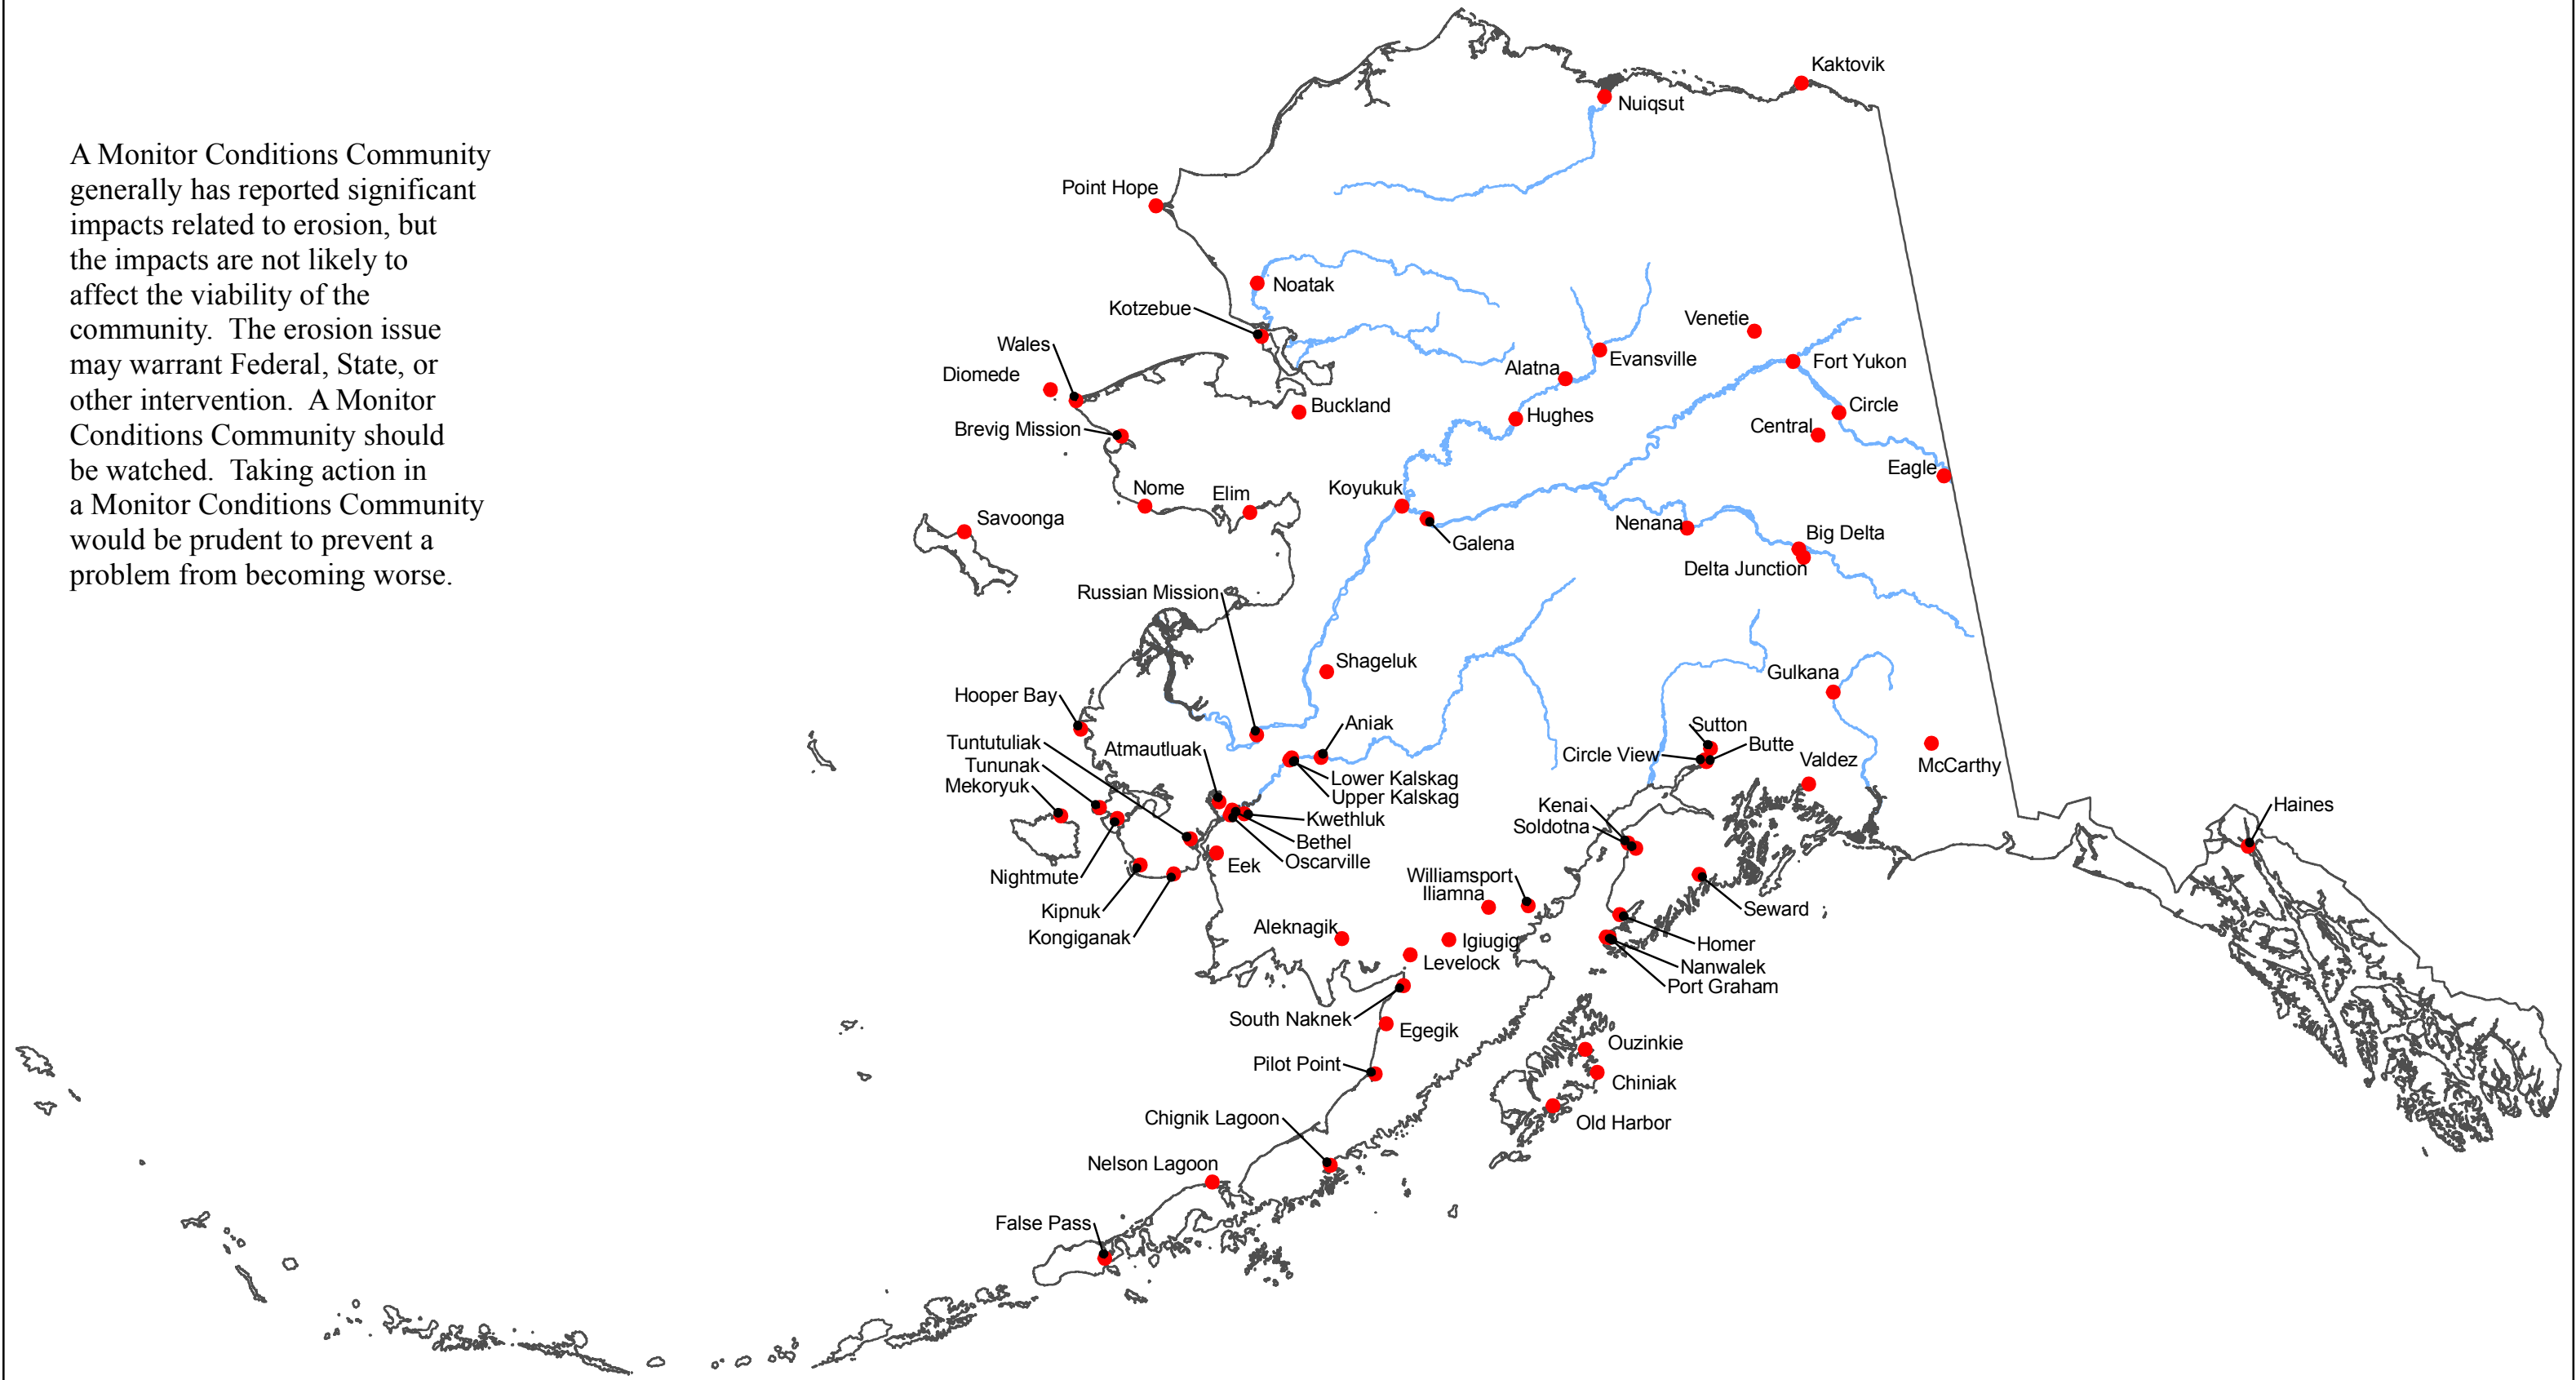 A Monitor Conditions Community
generally has reported significant
impacts related to erosion, but
the impacts are not likely to
affect the viability of the
community.  The erosion issue
may warrant Federal, State, or
other intervention.  A Monitor
Conditions Community should
be watched.  Taking action in
a Monitor Conditions Community
would be prudent to prevent a
problem from becoming worse.
Kaktovik
Nuiqsut
Point Hope
Noatak
Kotzebue
Venetie
Wales
Evansville
Fort Yukon
Alatna
Diomede
Buckland
Circle
Hughes
Central
Brevig Mission
Eagle
Nome
Elim
Koyukuk
Savoonga
Nenana
Big Delta
Galena
Delta Junction
Russian Mission
Shageluk
Gulkana
Hooper Bay
Aniak
Sutton
Tuntutuliak
Atmautluak
Butte
Circle View
Valdez
Tununak
McCarthy
Lower Kalskag
Mekoryuk
Upper Kalskag
Kenai
Haines
Kwethluk
Soldotna
Bethel
Oscarville
Eek
Nightmute
Williamsport
Iliamna
Kipnuk
Seward
Kongiganak
Aleknagik
Igiugig
Homer
Levelock
Nanwalek
Port Graham
South Naknek
Egegik
Ouzinkie
Pilot Point
Chiniak
Chignik Lagoon
Old Harbor
Nelson Lagoon
False Pass